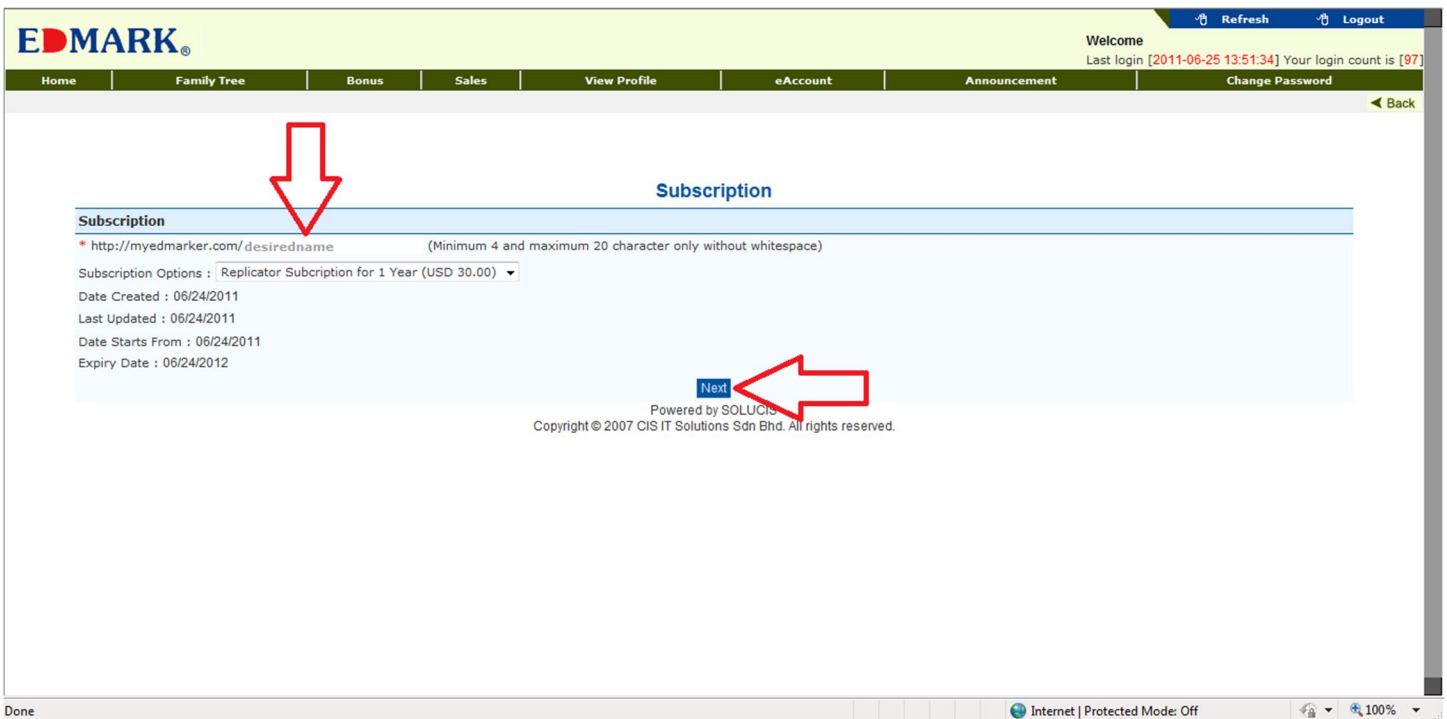 Refresh Logout
EDMARK®
Welcome
Last login [2011-06-25 13:51:34] Your login count is [97]
Home Family Tree Bonus Sales View Profile eAccount Announcement Change Password
Back
Subscription
Subscription
* http://myedmarker.com/desiredname (Minimum 4 and maximum 20 character only without whitespace)
Subscription Options : Replicator Subcription for 1 Year (USD 30.00)
Date Created : 06/24/2011
Last Updated : 06/24/2011
Date Starts From : 06/24/2011
Expiry Date : 06/24/2012
Next
Powered by SOLUCIS
Copyright © 2007 CIS IT Solutions Sdn Bhd. All rights reserved.
Done Internet | Protected Mode: Off 100%